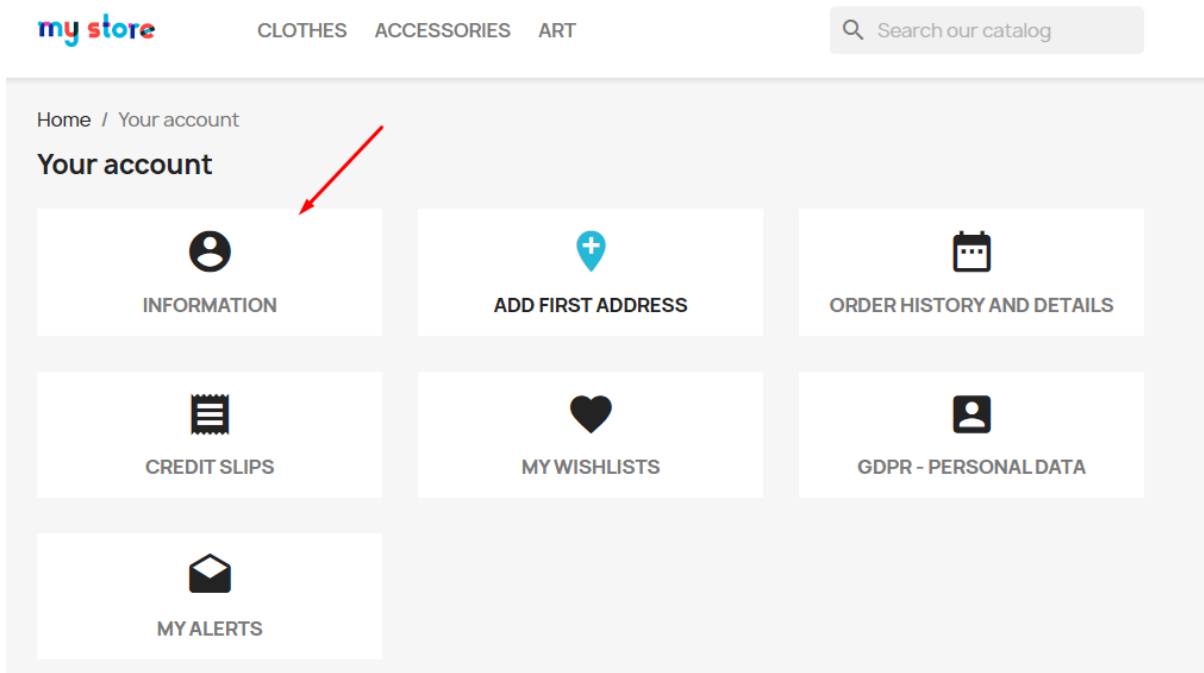 my store CLOTHES ACCESSORIES ART Search our catalog
Home / Your account
Your account
INFORMATION ADD FIRST ADDRESS ORDER HISTORY AND DETAILS
CREDIT SLIPS MY WISHLISTS GDPR - PERSONAL DATA
MY ALERTS